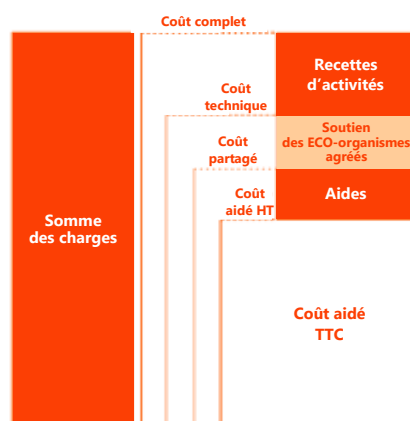 Coût complet
Recettes
d'activités
Coût
technique
Soutien
des ECO-organismes
agréés
Coût
partagé
Aides
Coût
aidé HT
Somme
des charges
Coût aidé
TTC